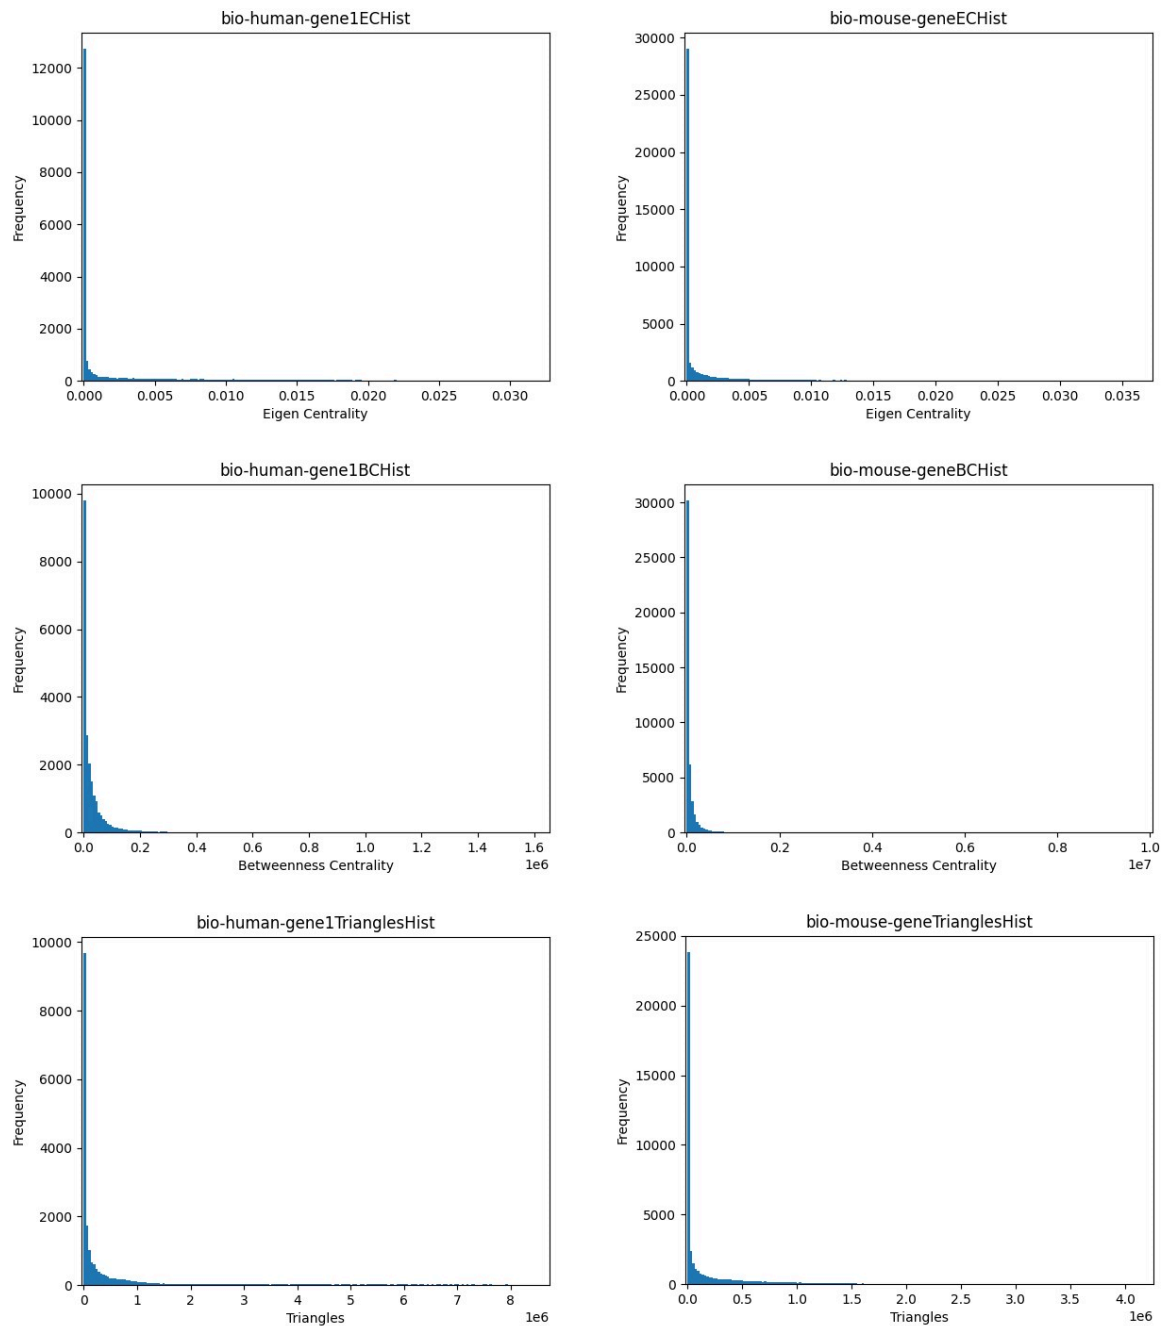 bio-human-gene1ECHist
12000
10000
8000
6000
4000
2000
0
Frequency
0.000 0.005 0.010 0.015 0.020 0.025 0.030
Eigen Centrality
bio-mouse-geneECHist
30000
25000
20000
15000
10000
5000
0
Frequency
0.000 0.005 0.010 0.015 0.020 0.025 0.030 0.035
Eigen Centrality
bio-human-gene1BCHist
10000
8000
6000
4000
2000
0
Frequency
0.0 0.2 0.4 0.6 0.8 1.0 1.2 1.4 1.6
Betweenness Centrality
1e6
bio-mouse-geneBCHist
30000
25000
20000
15000
10000
5000
0
Frequency
0.0 0.2 0.4 0.6 0.8 1.0
Betweenness Centrality
1e7
bio-human-gene1TrianglesHist
10000
8000
6000
4000
2000
0
Frequency
0 1 2 3 4 5 6 7 8
Triangles
1e6
bio-mouse-geneTrianglesHist
25000
20000
15000
10000
5000
0
Frequency
0.0 0.5 1.0 1.5 2.0 2.5 3.0 3.5 4.0
Triangles
1e6